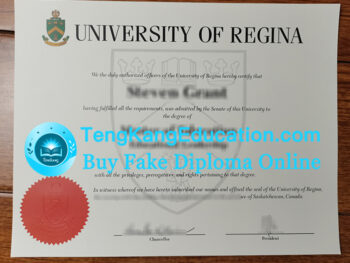 UNIVERSITY OF REGINA
We the duly authorized officers of the University of Regina hereby certify that
Steven Grant
having fulfilled all the requirements, was admitted by the Senate of this University to
the degree of
TengKangEducation.com
Buy Fake Diploma Online
with all the privileges, prerogatives, and rights pertaining to that degree.
In witness whereof we have hereto subscribed our names and affixed the seal of the University of Regina
of Saskatchewan, Canada.
Chancellor
President